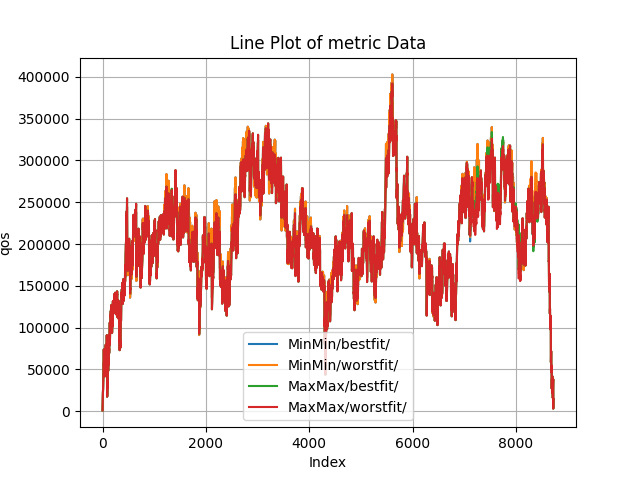 Line Plot of metric Data
400000
350000
300000
250000
200000
150000
100000
50000
0
qps
MinMin/bestfit/
MinMin/worstfit/
MaxMax/bestfit/
MaxMax/worstfit/
0 2000 4000 6000 8000
Index